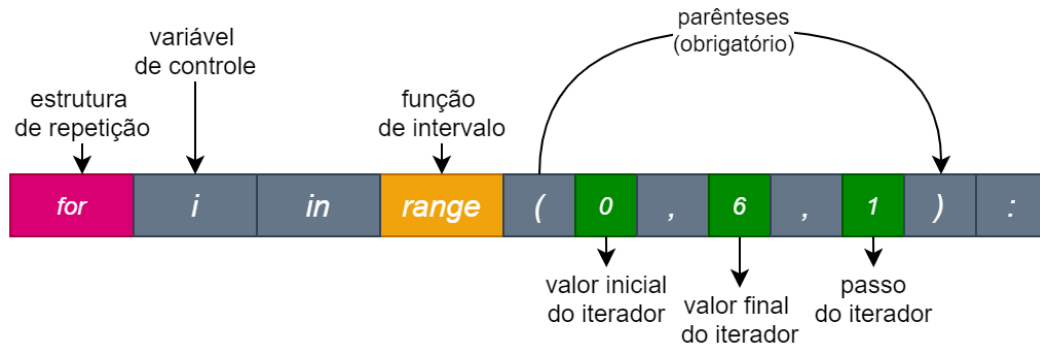 parênteses
(obrigatório)
variável
de controle
estrutura
de repetição
função
de intervalo
for i in range ( 0 , 6 , 1 ) :
valor inicial
do iterador
valor final
do iterador
passo
do iterador